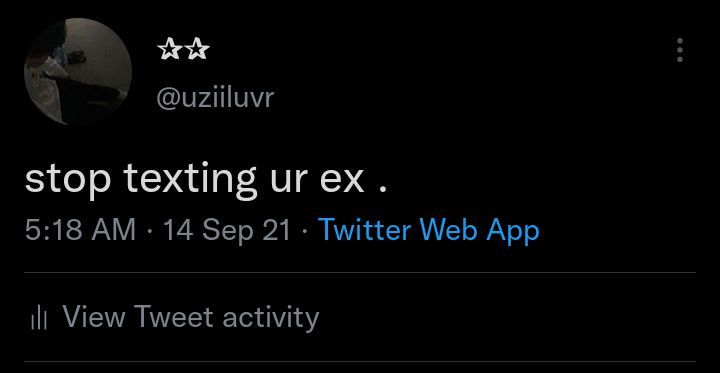 ☆☆
@uziiluvr
stop texting ur ex .
5:18 AM · 14 Sep 21 · Twitter Web App
View Tweet activity